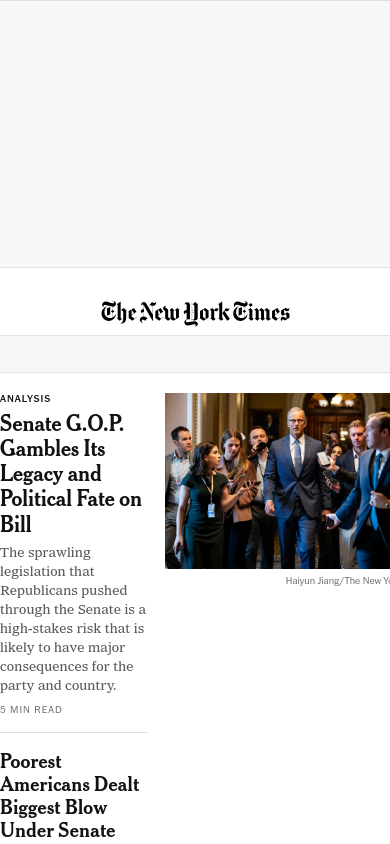 The New York Times
ANALYSIS
Senate G.O.P.
Gambles Its
Legacy and
Political Fate on
Bill
The sprawling
legislation that
Republicans pushed
through the Senate is a
high-stakes risk that is
likely to have major
consequences for the
party and country.
5 MIN READ
Haiyun Jiang/The New Yo
Poorest
Americans Dealt
Biggest Blow
Under Senate